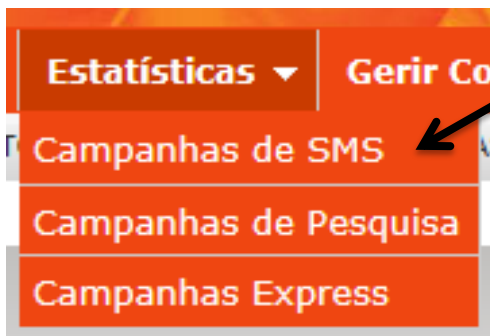 Estatísticas Gerir Co
Campanhas de SMS
Campanhas de Pesquisa
Campanhas Express